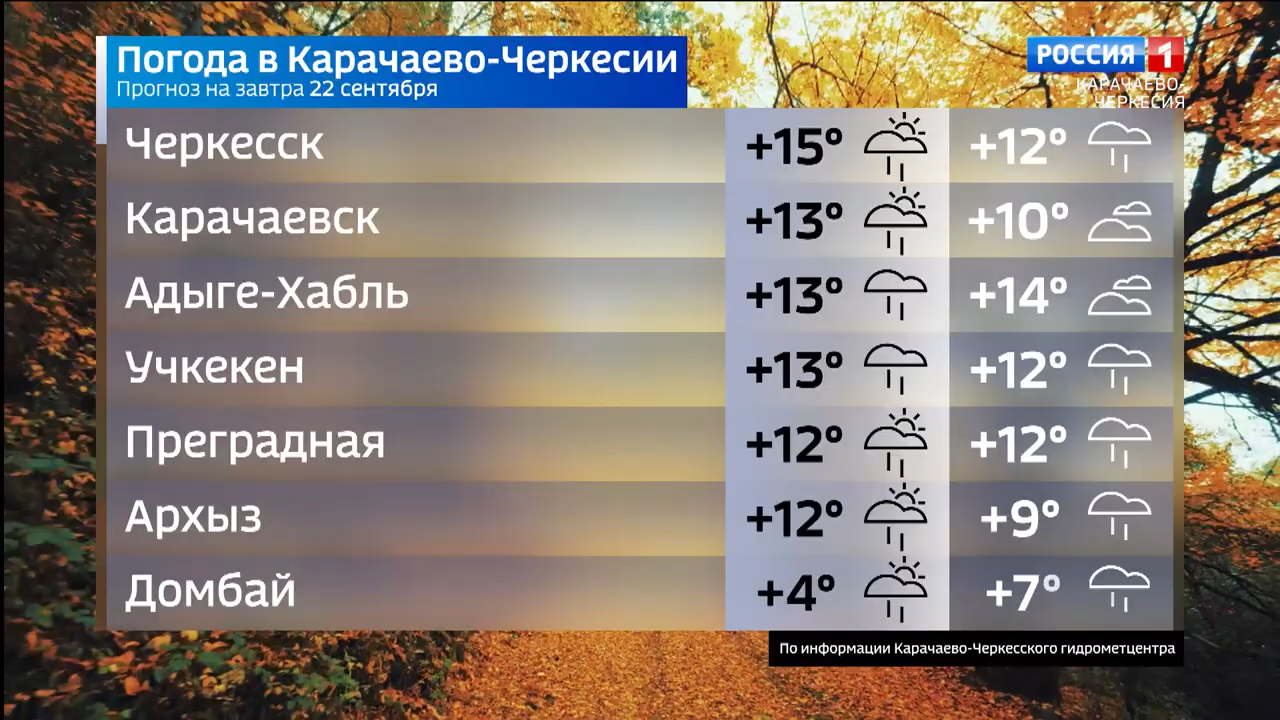 Погода в Карачаево-Черкесии
Прогноз на завтра 22 сентября
РОССИЯ 1
КАРАЧАЕВО-
ЧЕРКЕСИЯ
Черкесск +15° +12°
Карачаевск +13° +10°
Адыге-Хабль +13° +14°
Учкекен +13° +12°
Преградная +12° +12°
Архыз +12° +9°
Домбай +4° +7°
По информации Карачаево-Черкесского гидрометцентра